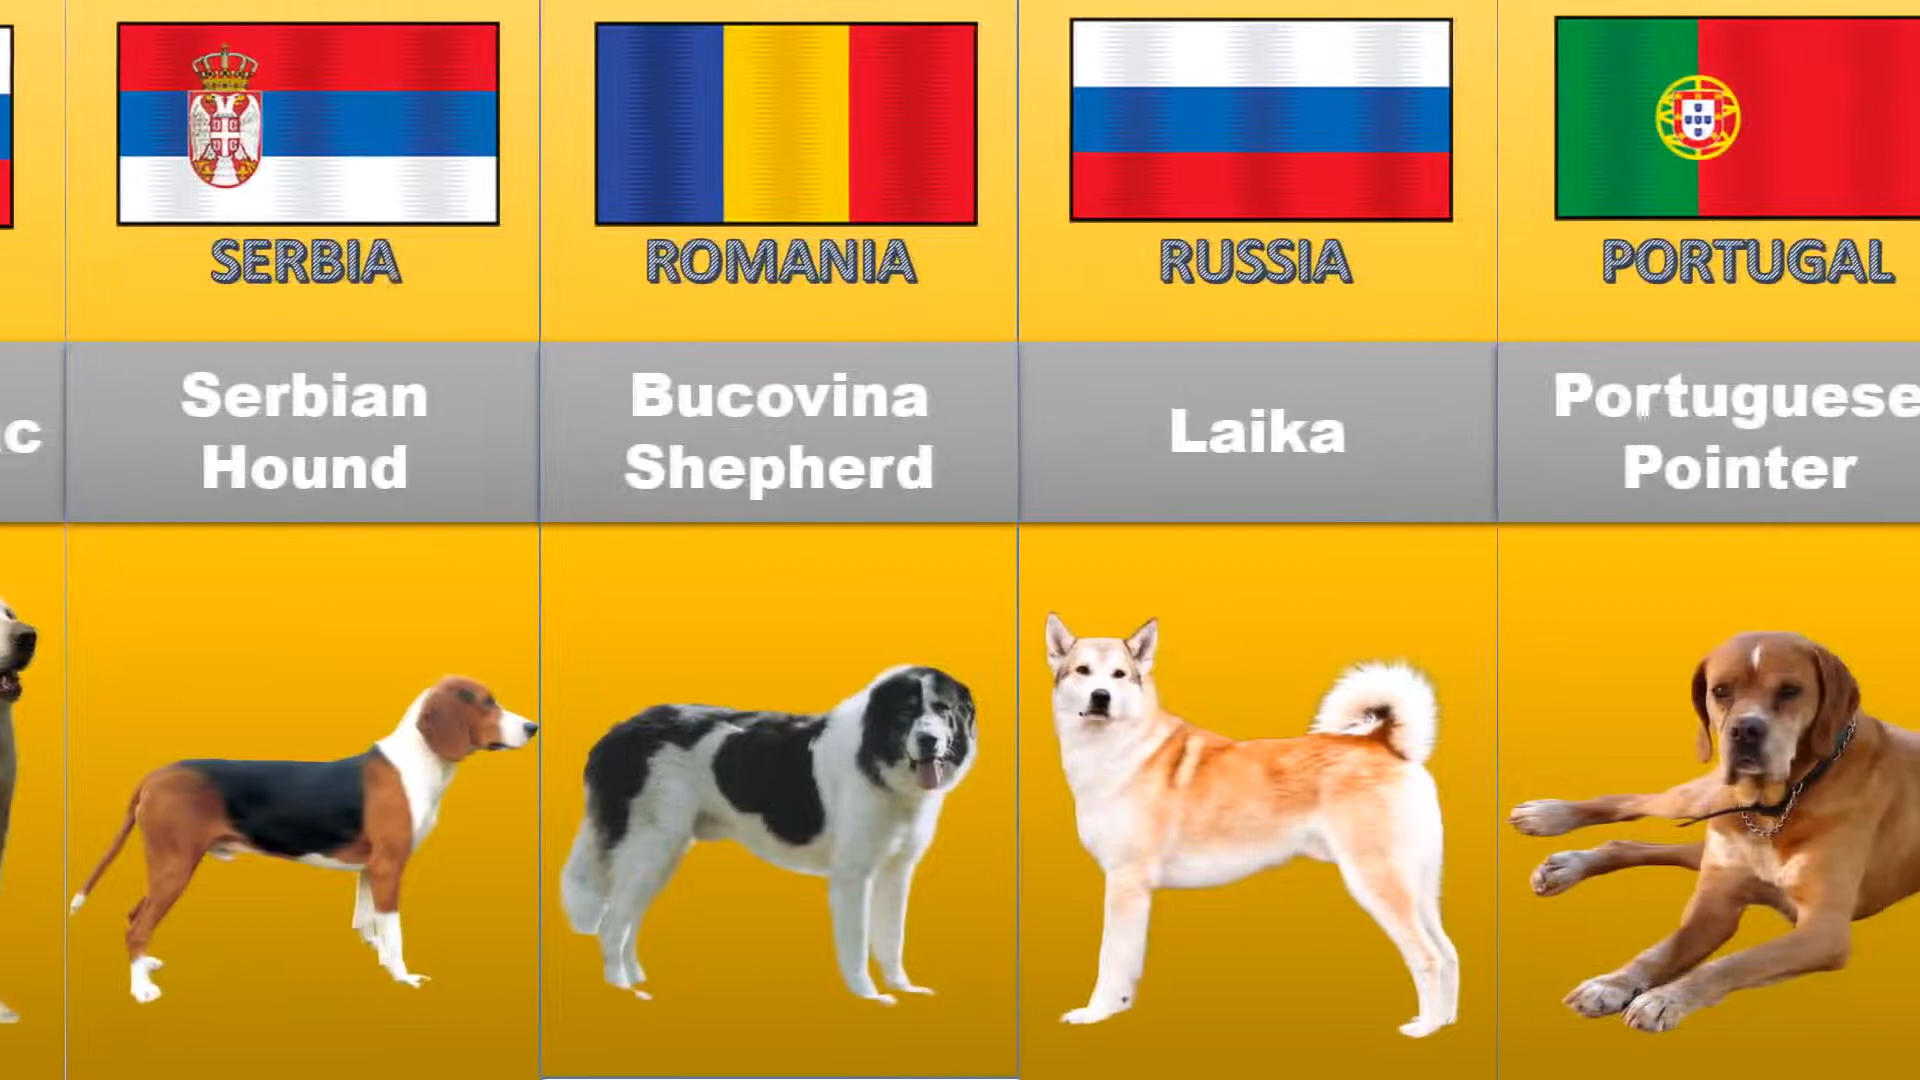 SERBIA
ROMANIA
RUSSIA
PORTUGAL
Serbian
Hound
Bucovina
Shepherd
Laika
Portuguese
Pointer